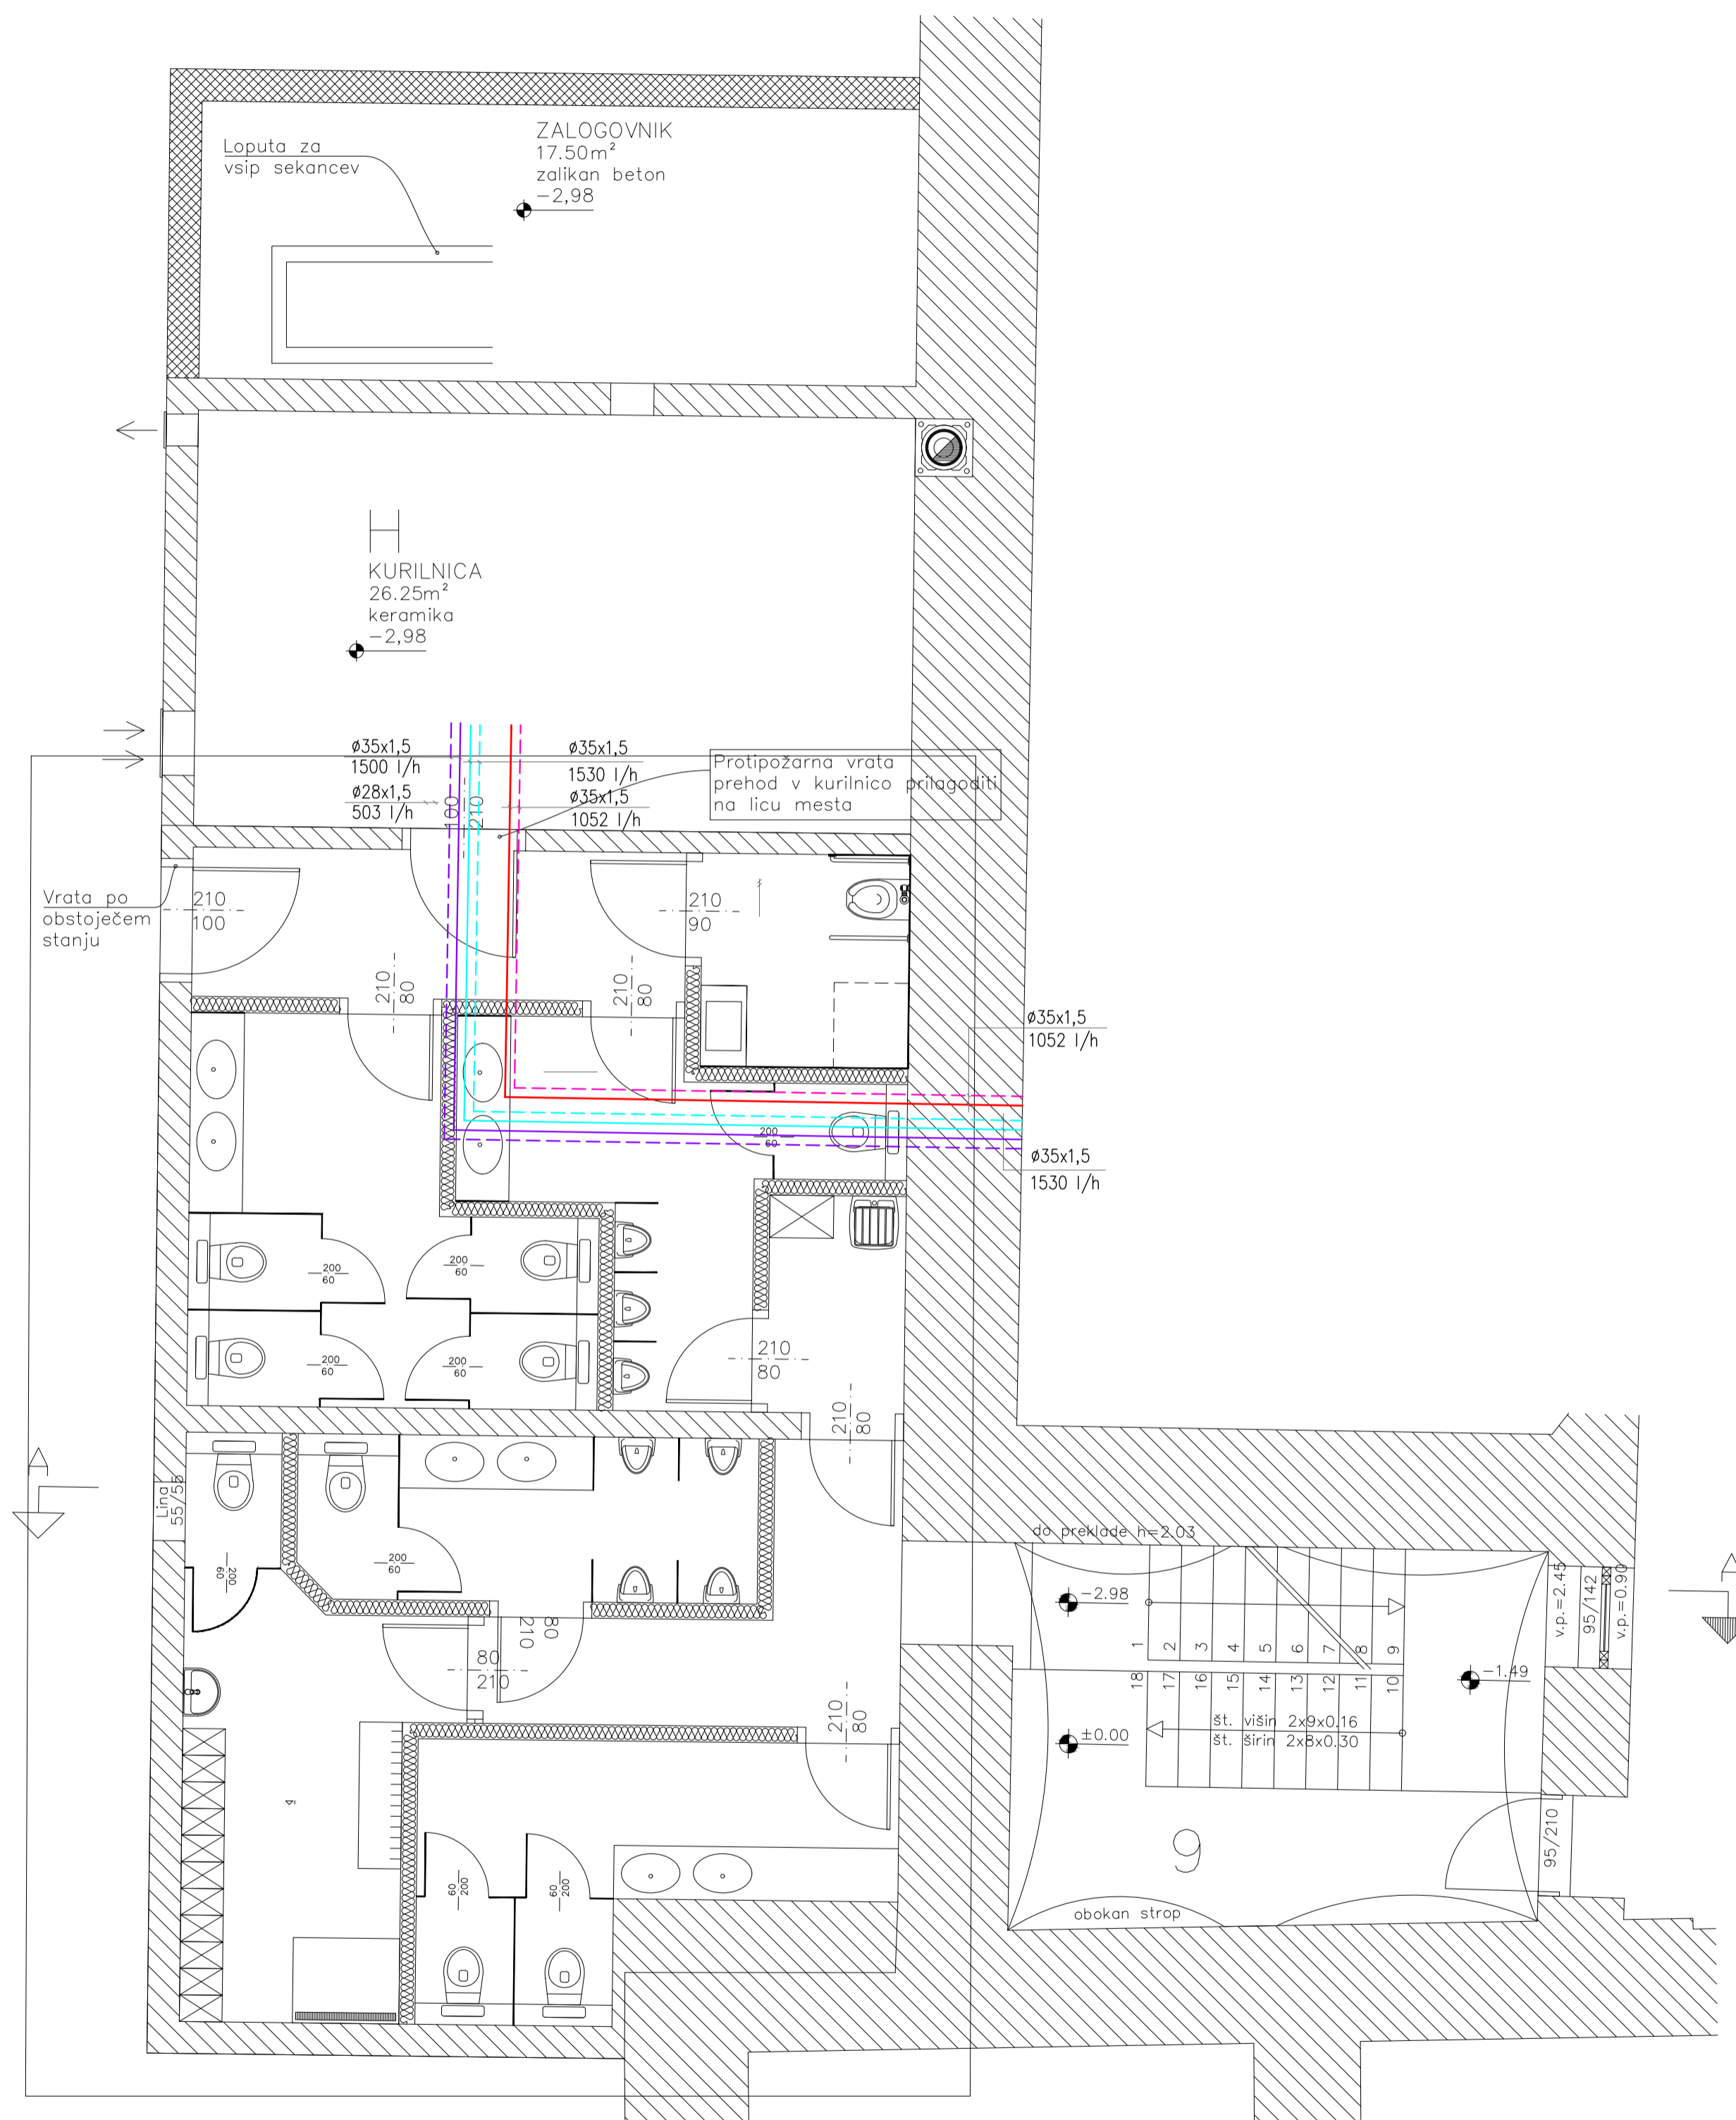 ZALOGOVNIK
17.50m²
zalikan beton
-2,98
Loputa za
vsip sekancev
H
KURILNICA
26.25m²
keramika
-2,98
ø35x1,5
1500 l/h
ø28x1,5
503 l/h
ø35x1,5
1530 l/h
ø35x1,5
1052 l/h
100
210
Protipožarna vrata
prehod v kurilnico prilagoditi
na licu mesta
Vrata po
obstoječem
stanju
210
100
210
90
210
80
210
80
ø35x1,5
1052 l/h
ø35x1,5
1530 l/h
200
60
200
60
200
60
200
60
200
60
210
80
210
80
Lina
55/55
200
60
200
60
210
80
80
210
210
80
60
200
60
200
do preklade h=2.03
-2.98
1 2 3 4 5 6 7 8 9
18 17 16 15 14 13 12 11 10
-1.49
±0.00
št. višin 2x9x0.16
št. širin 2x8x0.30
v.p.=2.45
95/142
v.p.=0.90
95/210
9
obokan strop